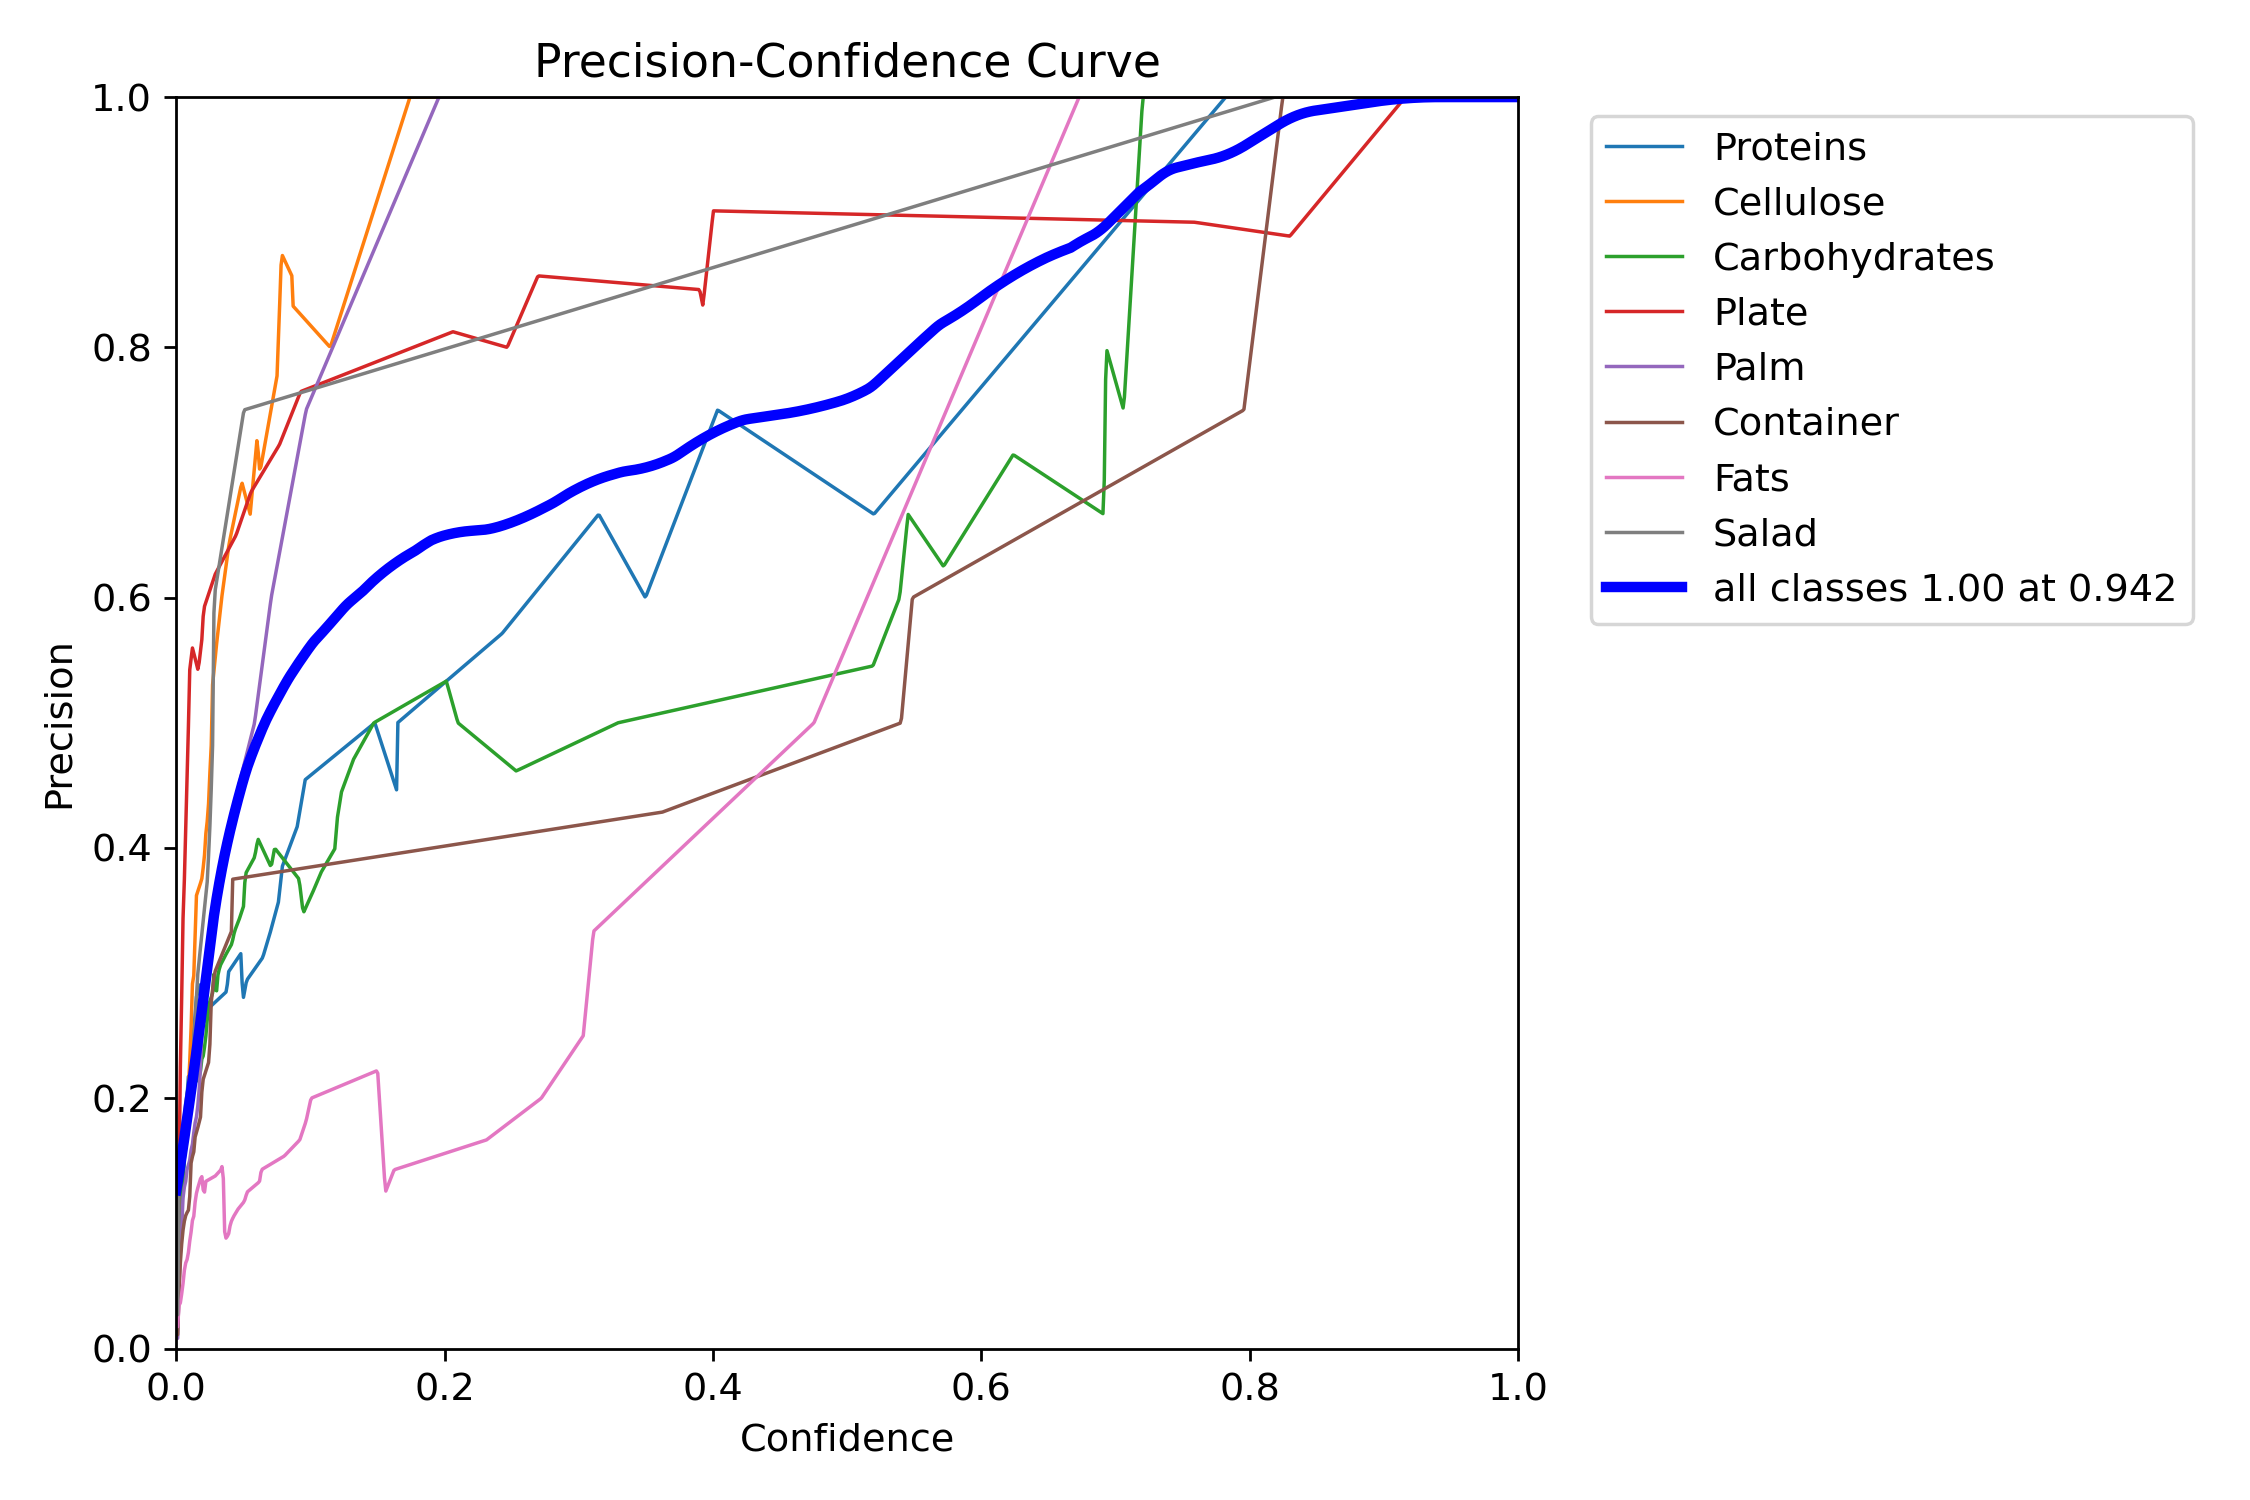 Precision-Confidence Curve
1.0
0.8
0.6
0.4
0.2
0.0
Precision
0.0 0.2 0.4 0.6 0.8 1.0
Confidence
Proteins
Cellulose
Carbohydrates
Plate
Palm
Container
Fats
Salad
all classes 1.00 at 0.942